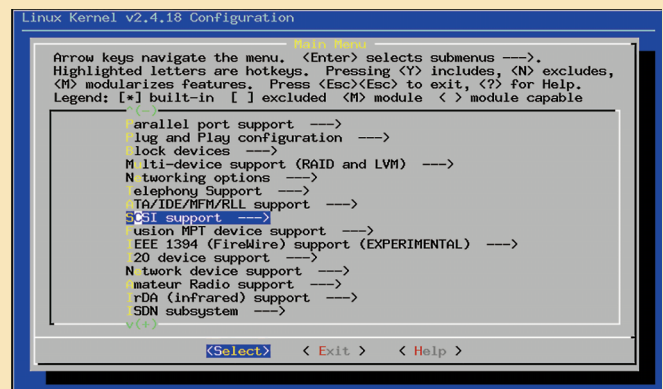 Linux Kernel v2.4.18 Configuration
Main Menu
Arrow keys navigate the menu. <Enter> selects submenus --->.
Highlighted letters are hotkeys. Pressing <Y> includes, <N> excludes,
<M> modularizes features. Press <Esc><Esc> to exit, <?> for Help.
Legend: [*] built-in [ ] excluded <M> module < > module capable
^(-)
Parallel port support --->
Plug and Play configuration --->
Block devices --->
Multi-device support (RAID and LVM) --->
Networking options --->
Telephony Support --->
ATA/IDE/MFM/RLL support --->
SCSI support --->
Fusion MPT device support --->
IEEE 1394 (FireWire) support (EXPERIMENTAL) --->
I2O device support --->
Network device support --->
Amateur Radio support --->
IrDA (infrared) support --->
ISDN subsystem --->
v(+)
<Select> < Exit > < Help >